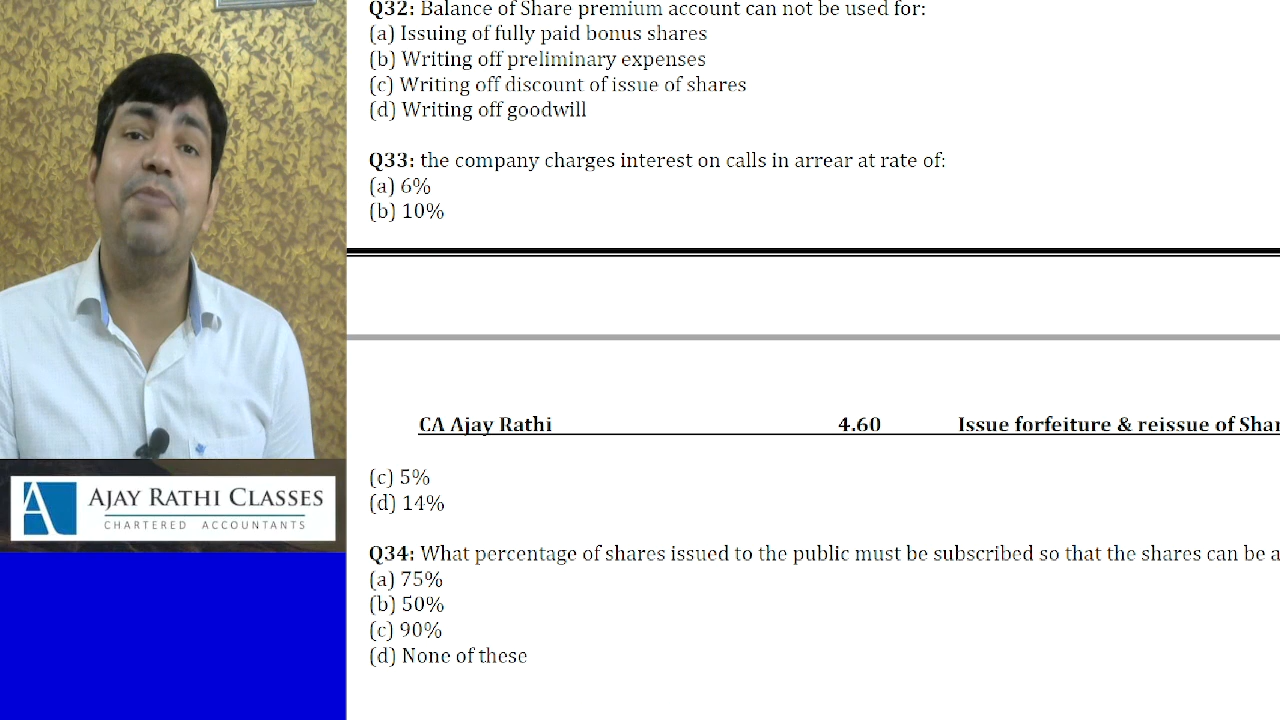 Q32: Balance of Share premium account can not be used for:
(a) Issuing of fully paid bonus shares
(b) Writing off preliminary expenses
(c) Writing off discount of issue of shares
(d) Writing off goodwill
Q33: the company charges interest on calls in arrear at rate of:
(a) 6%
(b) 10%
CA Ajay Rathi 4.60 Issue forfeiture & reissue of Shar
(c) 5%
(d) 14%
Q34: What percentage of shares issued to the public must be subscribed so that the shares can be a
(a) 75%
(b) 50%
(c) 90%
(d) None of these
AJAY RATHI CLASSES
CHARTERED ACCOUNTANTS